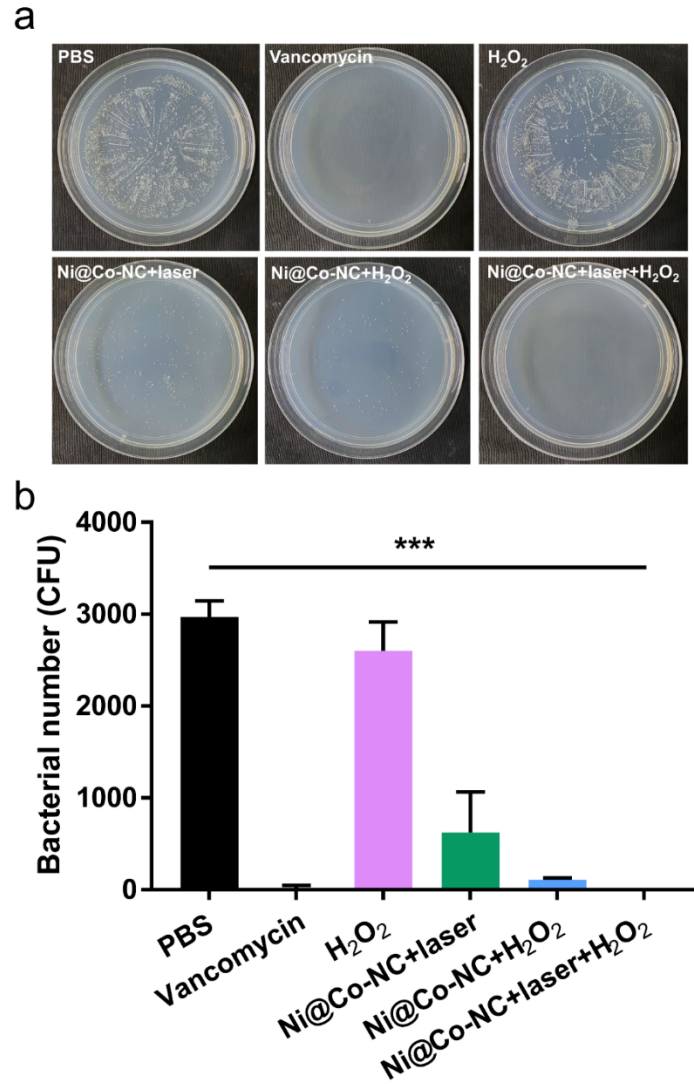 a
PBS
Vancomycin
H₂O₂
Ni@Co-NC+laser
Ni@Co-NC+H₂O₂
Ni@Co-NC+laser+H₂O₂
b
Bacterial number (CFU)
4000
3000
2000
1000
0
***
PBS
Vancomycin
H₂O₂
Ni@Co-NC+laser
Ni@Co-NC+H₂O₂
Ni@Co-NC+laser+H₂O₂